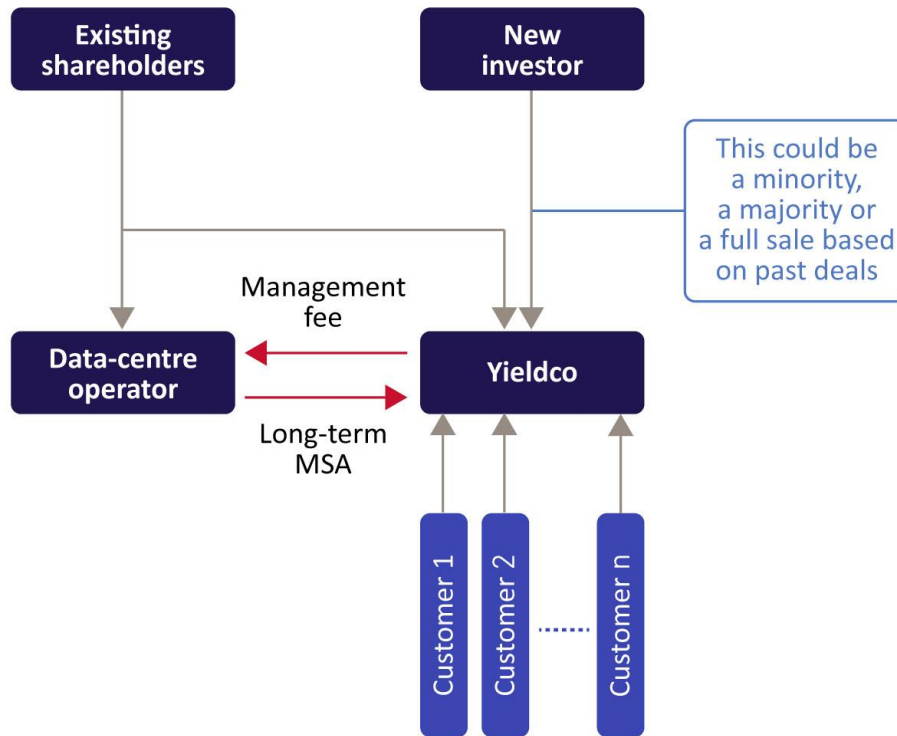 Existing
shareholders
New
investor
This could be
a minority,
a majority or
a full sale based
on past deals
Management
fee
Data-centre
operator
Yieldco
Long-term
MSA
Customer 1
Customer 2
Customer n